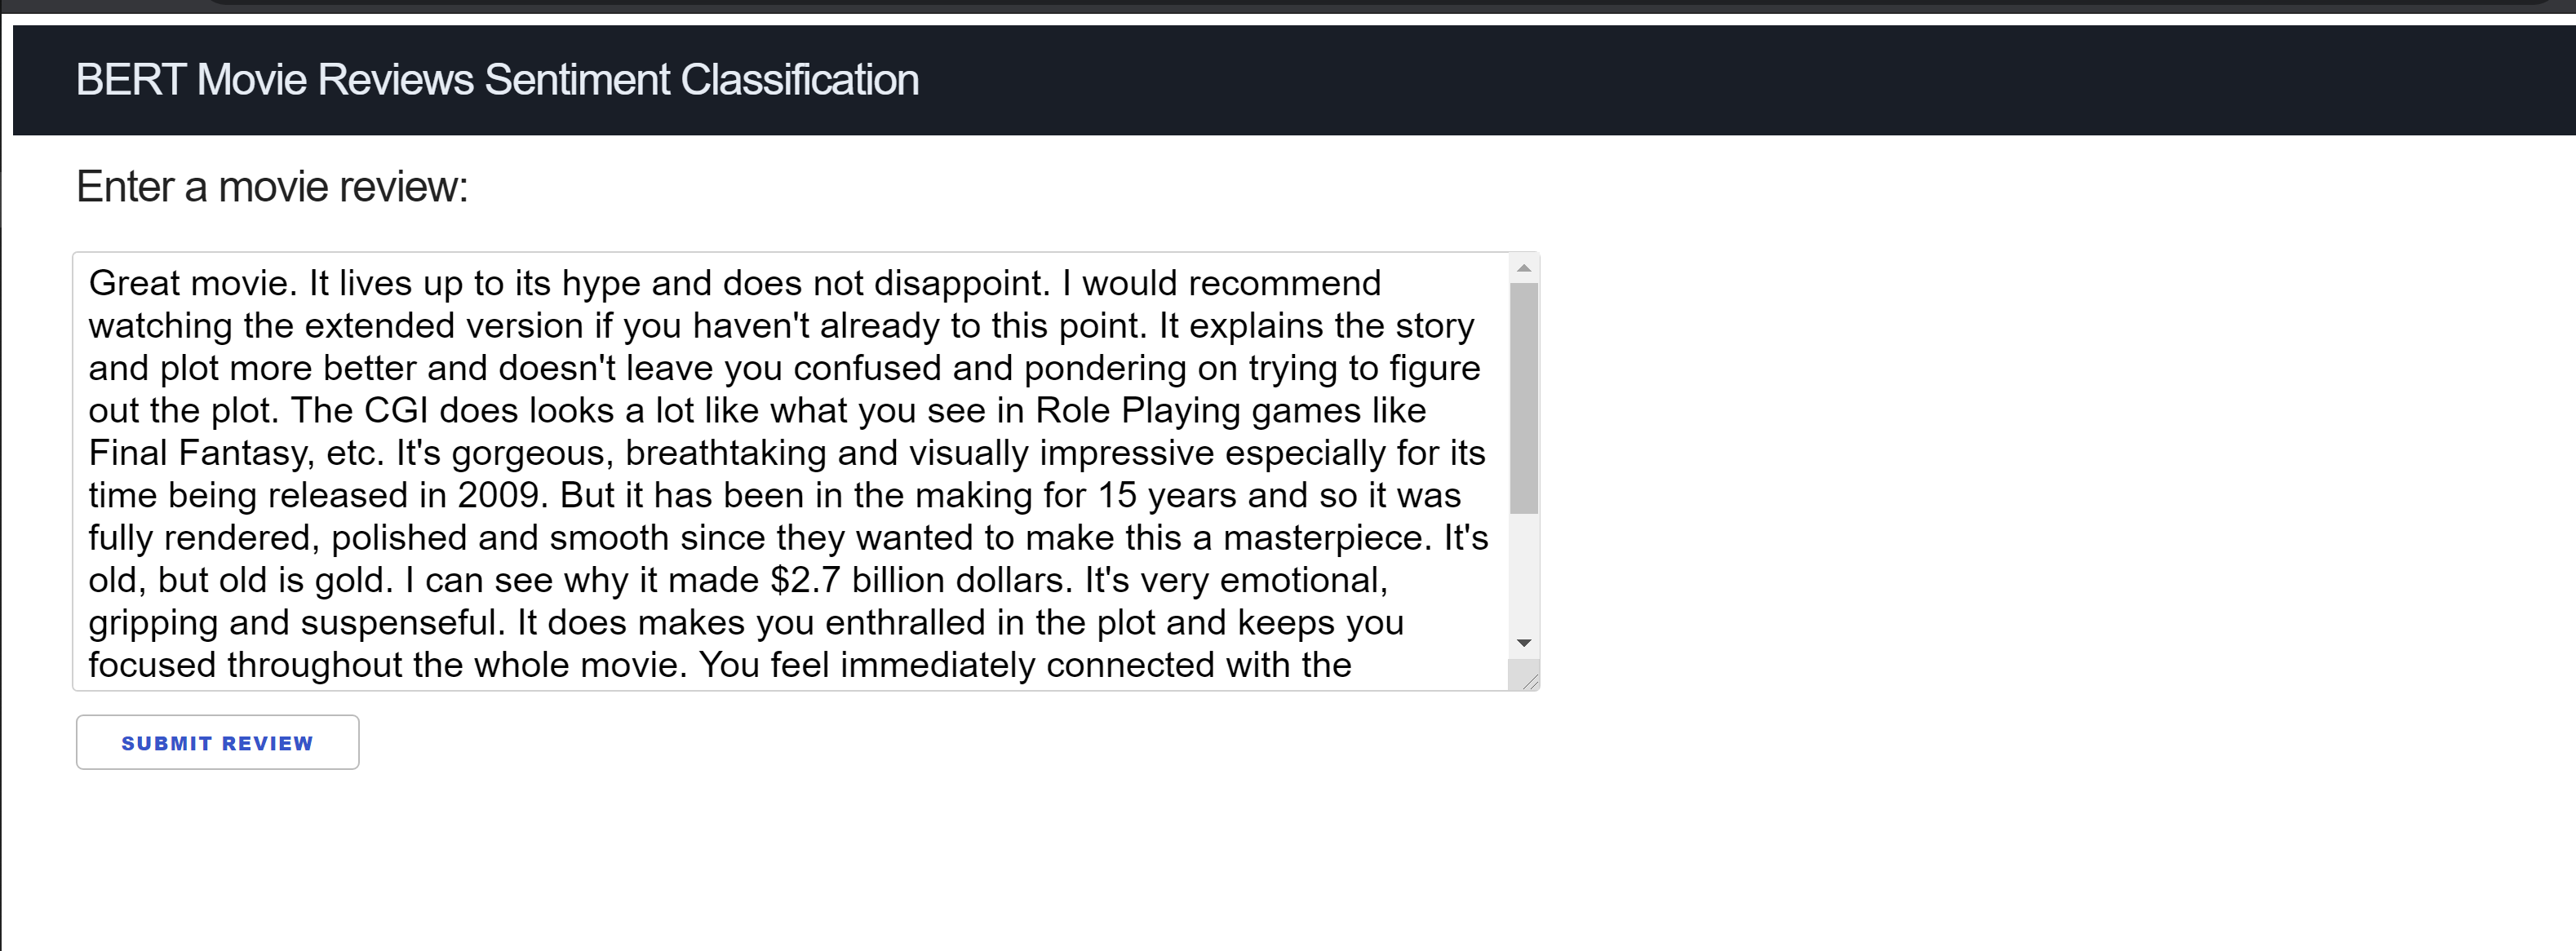 BERT Movie Reviews Sentiment Classification
Enter a movie review:
Great movie. It lives up to its hype and does not disappoint. I would recommend
watching the extended version if you haven't already to this point. It explains the story
and plot more better and doesn't leave you confused and pondering on trying to figure
out the plot. The CGI does looks a lot like what you see in Role Playing games like
Final Fantasy, etc. It's gorgeous, breathtaking and visually impressive especially for its
time being released in 2009. But it has been in the making for 15 years and so it was
fully rendered, polished and smooth since they wanted to make this a masterpiece. It's
old, but old is gold. I can see why it made $2.7 billion dollars. It's very emotional,
gripping and suspenseful. It does makes you enthralled in the plot and keeps you
focused throughout the whole movie. You feel immediately connected with the
SUBMIT REVIEW